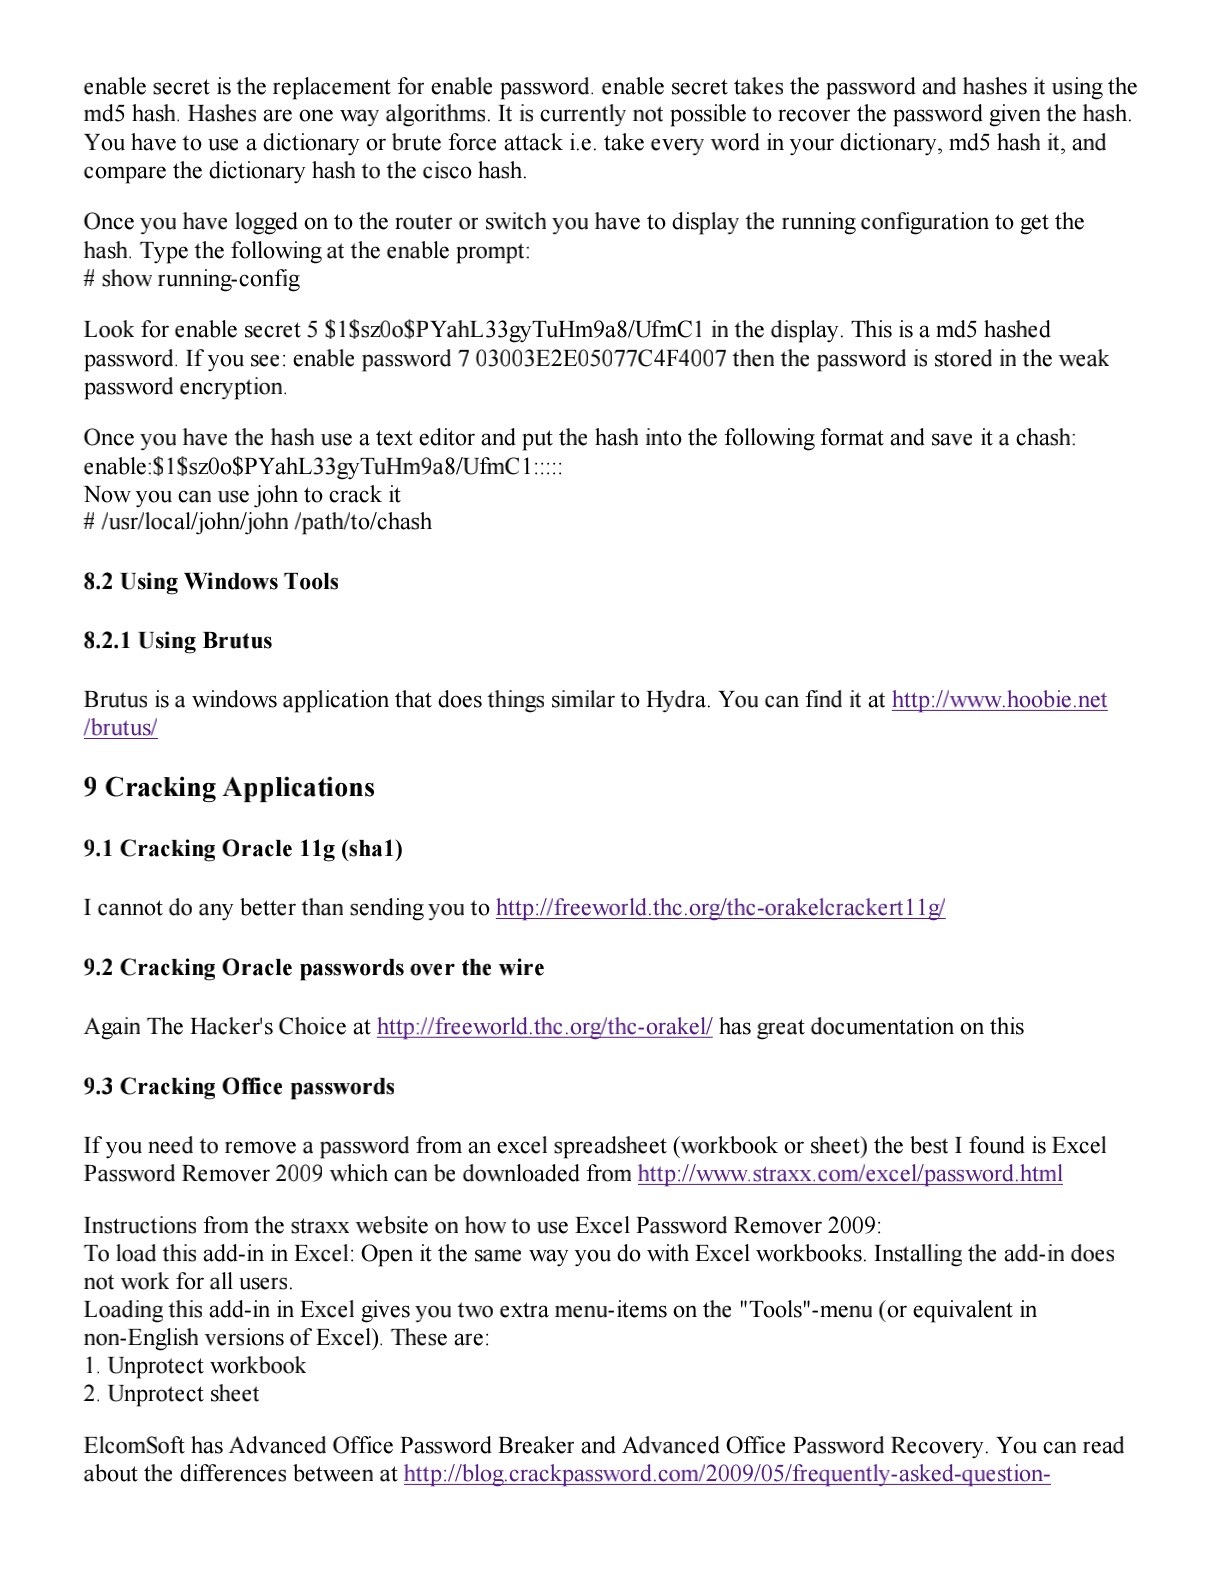 enable secret is the replacement for enable password. enable secret takes the password and hashes it using the
md5 hash. Hashes are one way algorithms. It is currently not possible to recover the password given the hash.
You have to use a dictionary or brute force attack i.e. take every word in your dictionary, md5 hash it, and
compare the dictionary hash to the cisco hash.
Once you have logged on to the router or switch you have to display the running configuration to get the
hash. Type the following at the enable prompt:
# show running-config
Look for enable secret 5 $1$sz0o$PYahL33gyTuHm9a8/UfmC1 in the display. This is a md5 hashed
password. If you see: enable password 7 03003E2E05077C4F4007 then the password is stored in the weak
password encryption.
Once you have the hash use a text editor and put the hash into the following format and save it a chash:
enable:$1$sz0o$PYahL33gyTuHm9a8/UfmC1:::::
Now you can use john to crack it
# /usr/local/john/john /path/to/chash
8.2 Using Windows Tools
8.2.1 Using Brutus
Brutus is a windows application that does things similar to Hydra. You can find it at http://www.hoobie.net
/brutus/
9 Cracking Applications
9.1 Cracking Oracle 11g (sha1)
I cannot do any better than sending you to http://freeworld.thc.org/thc-orakelcrackert11g/
9.2 Cracking Oracle passwords over the wire
Again The Hacker's Choice at http://freeworld.thc.org/thc-orakel/ has great documentation on this
9.3 Cracking Office passwords
If you need to remove a password from an excel spreadsheet (workbook or sheet) the best I found is Excel
Password Remover 2009 which can be downloaded from http://www.straxx.com/excel/password.html
Instructions from the straxx website on how to use Excel Password Remover 2009:
To load this add-in in Excel: Open it the same way you do with Excel workbooks. Installing the add-in does
not work for all users.
Loading this add-in in Excel gives you two extra menu-items on the "Tools"-menu (or equivalent in
non-English versions of Excel). These are:
1. Unprotect workbook
2. Unprotect sheet
ElcomSoft has Advanced Office Password Breaker and Advanced Office Password Recovery. You can read
about the differences between at http://blog.crackpassword.com/2009/05/frequently-asked-question-